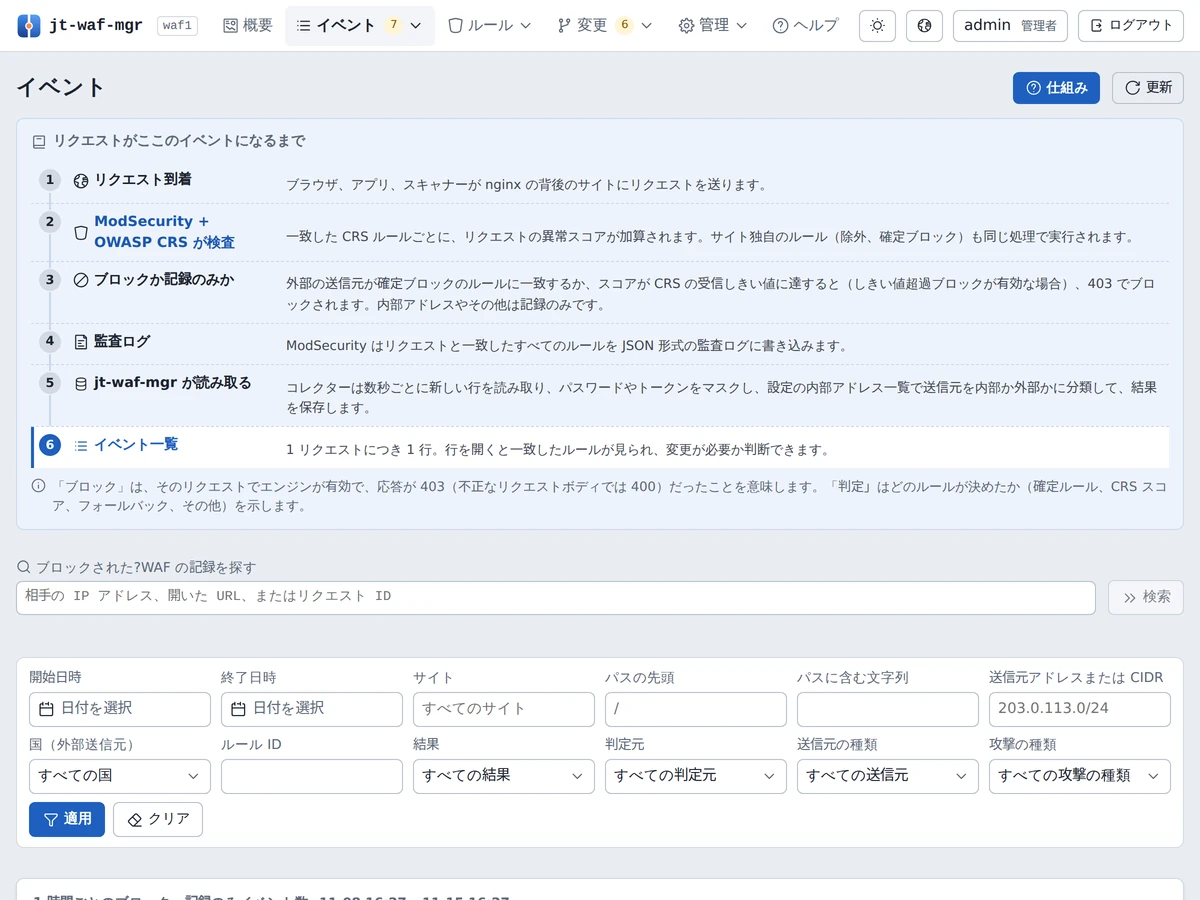 jt-waf-mgr waf1 概要 イベント 7 ルール 変更 6 管理 ヘルプ admin 管理者 ログアウト
イベント
仕組み 更新
リクエストがここのイベントになるまで
1 リクエスト到着 ブラウザ、アプリ、スキャナーが nginx の背後のサイトにリクエストを送ります。
2 ModSecurity +
OWASP CRS が検査 一致した CRS ルールごとに、リクエストの異常スコアが加算されます。サイト独自のルール（除外、確定ブロック）も同じ処理で実行されます。
3 ブロックか記録のみか 外部の送信元が確定ブロックのルールに一致するか、スコアが CRS の受信しきい値に達すると（しきい値超過ブロックが有効な場合）、403 でブロ
ックされます。内部アドレスやその他は記録のみです。
4 監査ログ ModSecurity はリクエストと一致したすべてのルールを JSON 形式の監査ログに書き込みます。
5 jt-waf-mgr が読み取る コレクターは数秒ごとに新しい行を読み取り、パスワードやトークンをマスクし、設定の内部アドレス一覧で送信元を内部か外部かに分類して、結果
を保存します。
6 イベント一覧 1 リクエストにつき 1 行。行を開くと一致したルールが見られ、変更が必要か判断できます。
「ブロック」は、そのリクエストでエンジンが有効で、応答が 403（不正なリクエストボディでは 400）だったことを意味します。「判定」はどのルールが決めたか（確定ルール、CRS スコ
ア、フォールバック、その他）を示します。
ブロックされた?WAF の記録を探す
相手の IP アドレス、開いた URL、またはリクエスト ID 検索
開始日時 終了日時 サイト パスの先頭 パスに含む文字列 送信元アドレスまたは CIDR
日付を選択 日付を選択 すべてのサイト / 203.0.113.0/24
国（外部送信元） ルール ID 結果 判定元 送信元の種類 攻撃の種類
すべての国 すべての結果 すべての判定元 すべての送信元 すべての攻撃の種類
適用 クリア